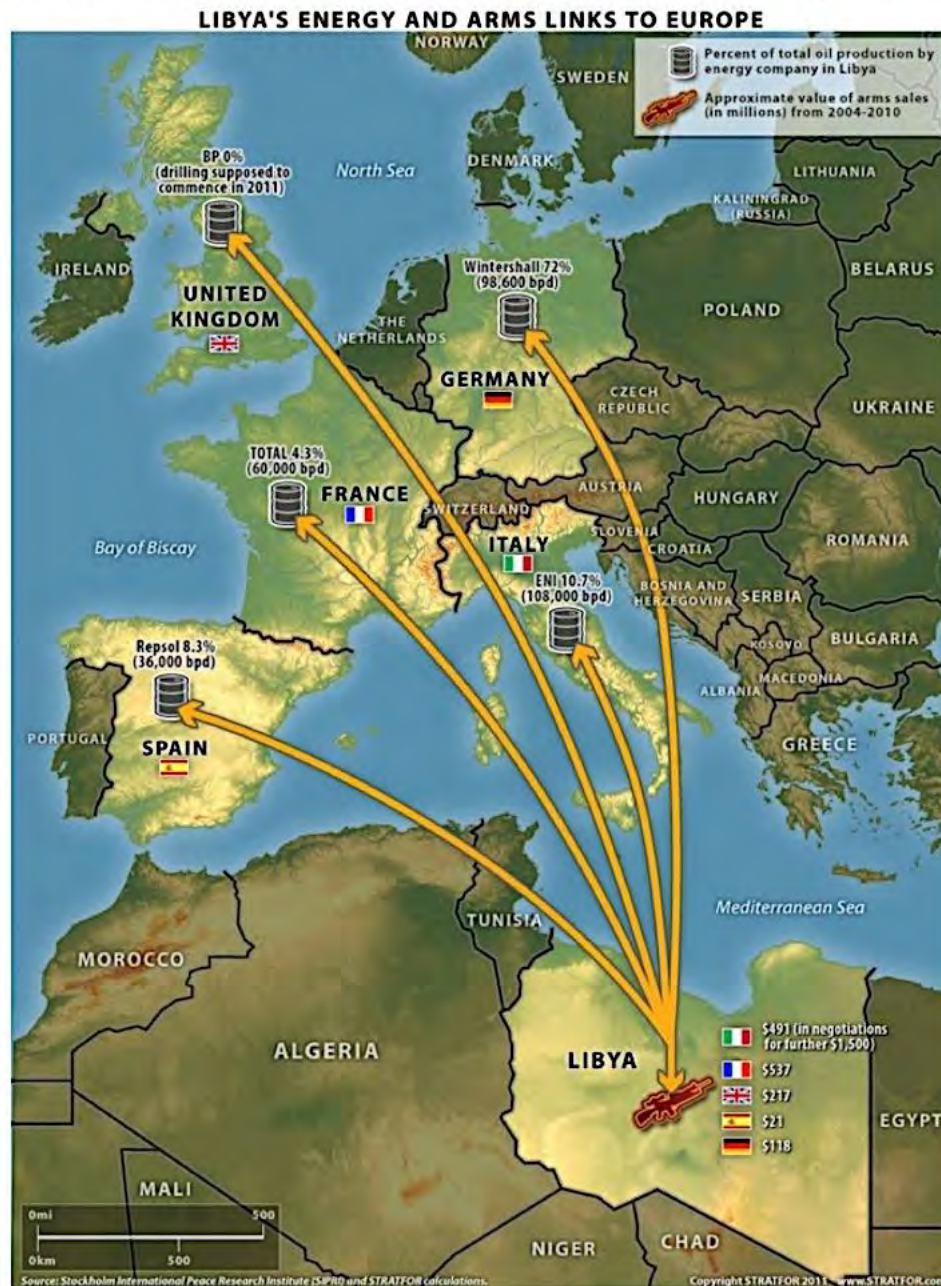 LIBYA'S ENERGY AND ARMS LINKS TO EUROPE
Percent of total oil production by
energy company in Libya
Approximate value of arms sales
(in millions) from 2004-2010
NORWAY
SWEDEN
BP 0%
(drilling supposed to
commence in 2011)
North Sea
DENMARK
LITHUANIA
KALININGRAD
(RUSSIA)
IRELAND
UNITED
KINGDOM
THE
NETHERLANDS
Wintershall 72%
(98,600 bpd)
GERMANY
POLAND
BELARUS
CZECH
REPUBLIC
UKRAINE
TOTAL 4.3%
(60,000 bpd)
FRANCE
SWITZERLAND
AUSTRIA
HUNGARY
SLOVENIA
CROATIA
ROMANIA
Bay of Biscay
ITALY
ENI 10.7%
(108,000 bpd)
BOSNIA AND
HERZEGOVINA
SERBIA
KOSOVO
BULGARIA
MACEDONIA
ALBANIA
GREECE
Repsol 8.3%
(36,000 bpd)
PORTUGAL
SPAIN
Mediterranean Sea
TUNISIA
MOROCCO
ALGERIA
LIBYA
$491 (in negotiations
for further $1,500)
$537
$217
$21
$118
EGYPT
MALI
NIGER
CHAD
0mi 500
0km 500
Source: Stockholm International Peace Research Institute (SIPRI) and STRATFOR calculations.
Copyright STRATFOR 2011 www.STRATFOR.com